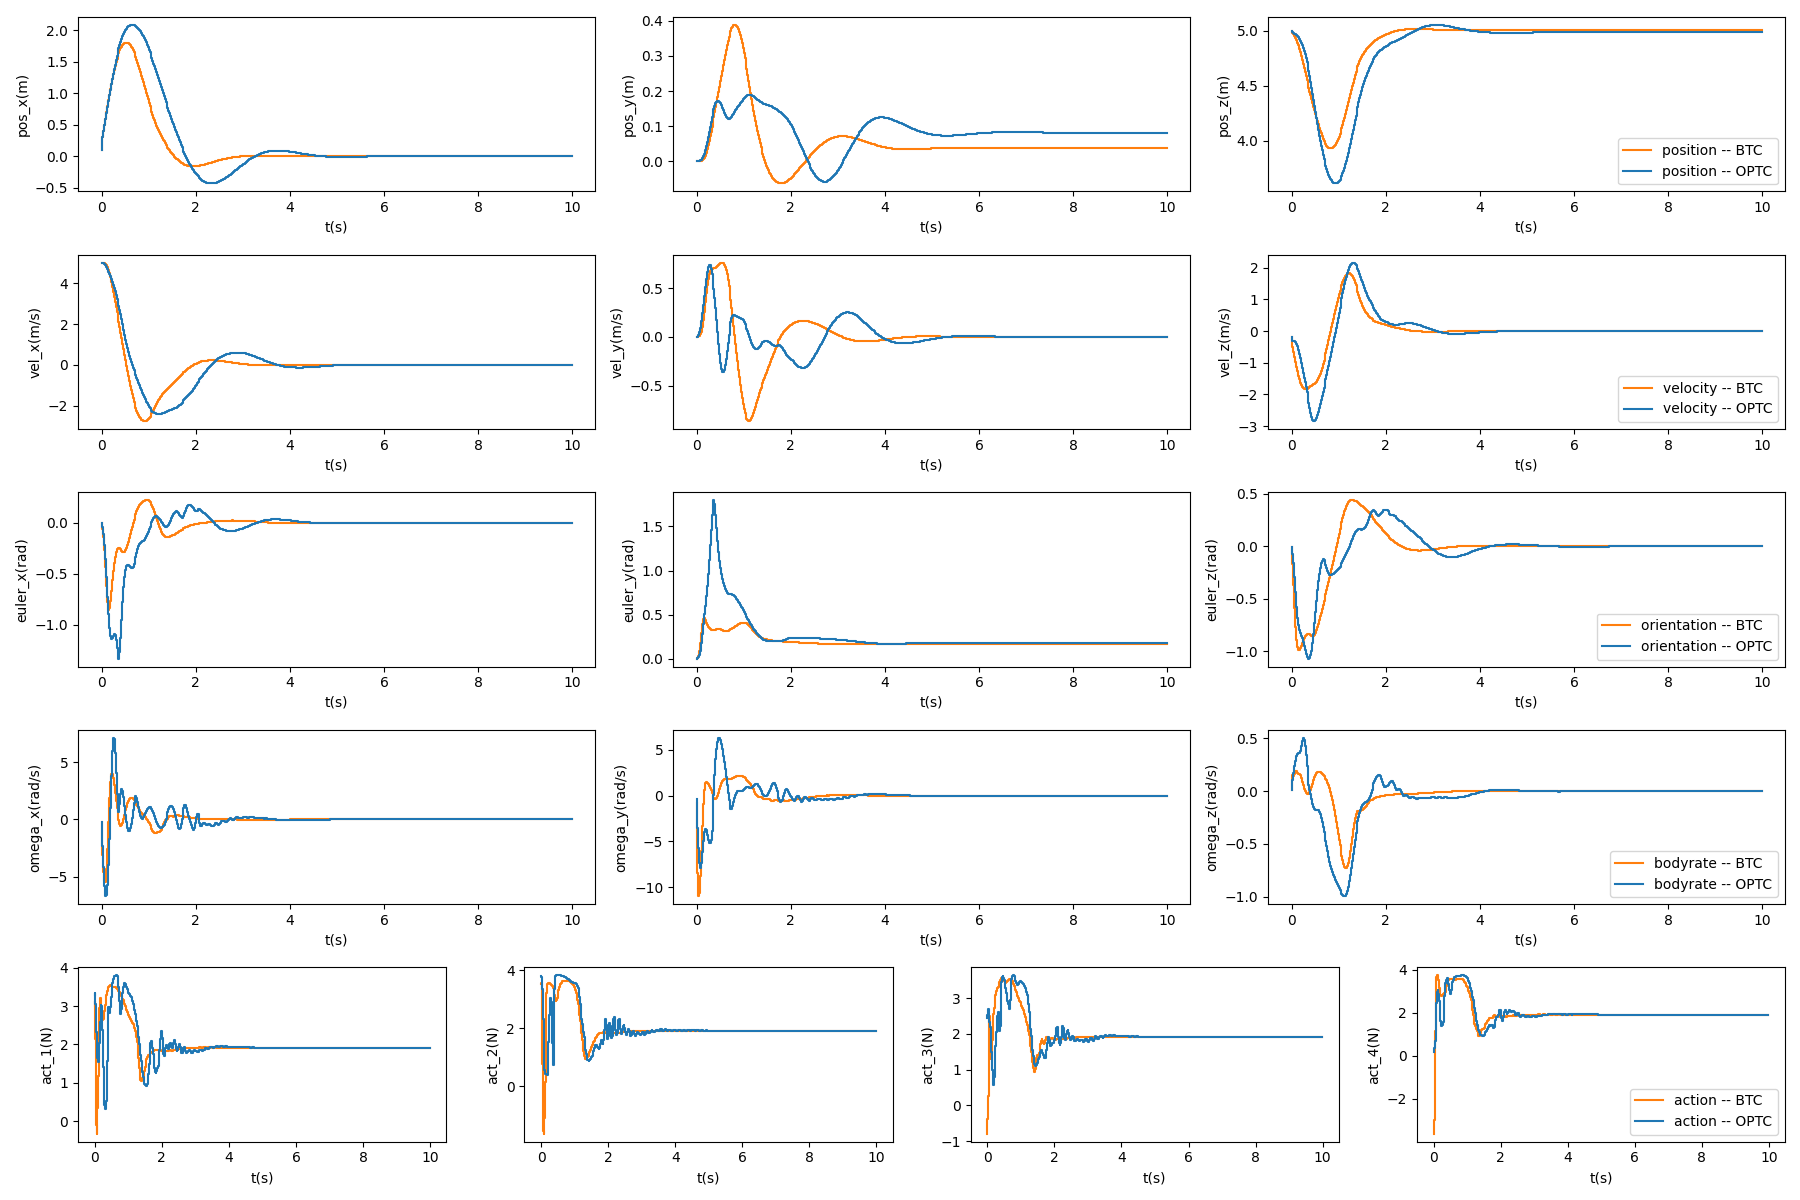 pos_x(m)
2.0
1.5
1.0
0.5
0.0
−0.5
0 2 4 6 8 10
t(s)
pos_y(m)
0.4
0.3
0.2
0.1
0.0
0 2 4 6 8 10
t(s)
pos_z(m)
5.0
4.5
4.0
position -- BTC
position -- OPTC
0 2 4 6 8 10
t(s)
vel_x(m/s)
4
2
0
−2
0 2 4 6 8 10
t(s)
vel_y(m/s)
0.5
0.0
−0.5
0 2 4 6 8 10
t(s)
vel_z(m/s)
2
1
0
−1
−2
−3
velocity -- BTC
velocity -- OPTC
0 2 4 6 8 10
t(s)
euler_x(rad)
0.0
−0.5
−1.0
0 2 4 6 8 10
t(s)
euler_y(rad)
1.5
1.0
0.5
0.0
0 2 4 6 8 10
t(s)
euler_z(rad)
0.5
0.0
−0.5
−1.0
orientation -- BTC
orientation -- OPTC
0 2 4 6 8 10
t(s)
omega_x(rad/s)
5
0
−5
0 2 4 6 8 10
t(s)
omega_y(rad/s)
5
0
−5
−10
0 2 4 6 8 10
t(s)
omega_z(rad/s)
0.5
0.0
−0.5
−1.0
bodyrate -- BTC
bodyrate -- OPTC
0 2 4 6 8 10
t(s)
act_1(N)
4
3
2
1
0
0 2 4 6 8 10
t(s)
act_2(N)
4
2
0
0 2 4 6 8 10
t(s)
act_3(N)
3
2
1
0
−1
0 2 4 6 8 10
t(s)
act_4(N)
4
2
0
−2
action -- BTC
action -- OPTC
0 2 4 6 8 10
t(s)